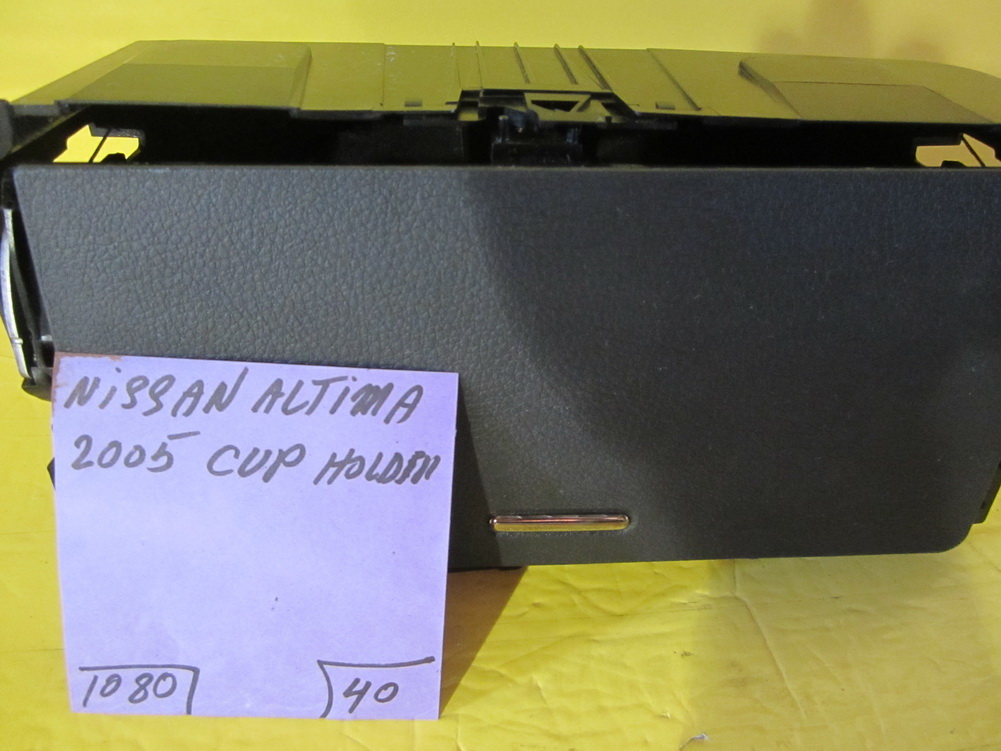 NiSSAN ALTiMA
2005 CUP HOLDER
1080
40